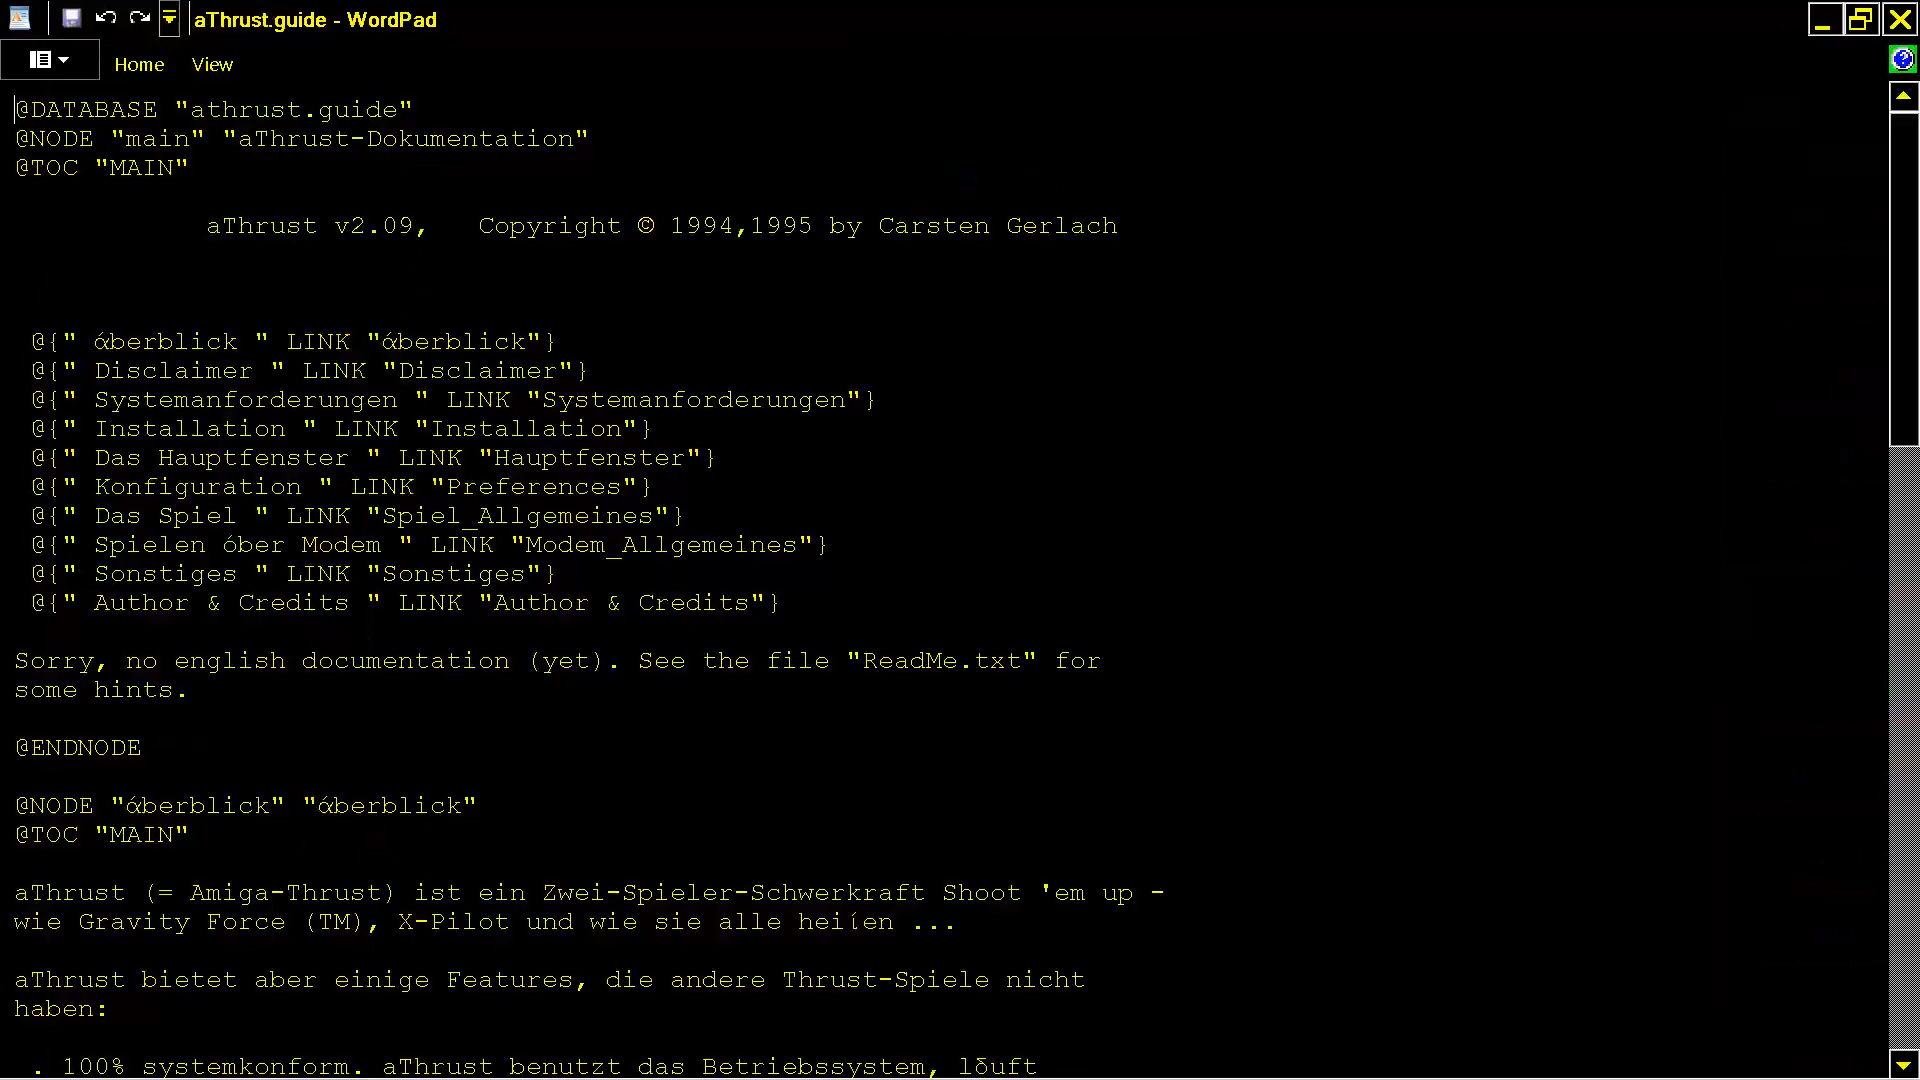 aThrust.guide - WordPad
Home View
@DATABASE "athrust.guide"
@NODE "main" "aThrust-Dokumentation"
@TOC "MAIN"
aThrust v2.09, Copyright © 1994,1995 by Carsten Gerlach
@{" άberblick " LINK "άberblick"}
@{" Disclaimer " LINK "Disclaimer"}
@{" Systemanforderungen " LINK "Systemanforderungen"}
@{" Installation " LINK "Installation"}
@{" Das Hauptfenster " LINK "Hauptfenster"}
@{" Konfiguration " LINK "Preferences"}
@{" Das Spiel " LINK "Spiel_Allgemeines"}
@{" Spielen όber Modem " LINK "Modem_Allgemeines"}
@{" Sonstiges " LINK "Sonstiges"}
@{" Author & Credits " LINK "Author & Credits"}
Sorry, no english documentation (yet). See the file "ReadMe.txt" for
some hints.
@ENDNODE
@NODE "άberblick" "άberblick"
@TOC "MAIN"
aThrust (= Amiga-Thrust) ist ein Zwei-Spieler-Schwerkraft Shoot 'em up -
wie Gravity Force (TM), X-Pilot und wie sie alle heiίen ...
aThrust bietet aber einige Features, die andere Thrust-Spiele nicht
haben:
. 100% systemkonform. aThrust benutzt das Betriebssystem, lδuft